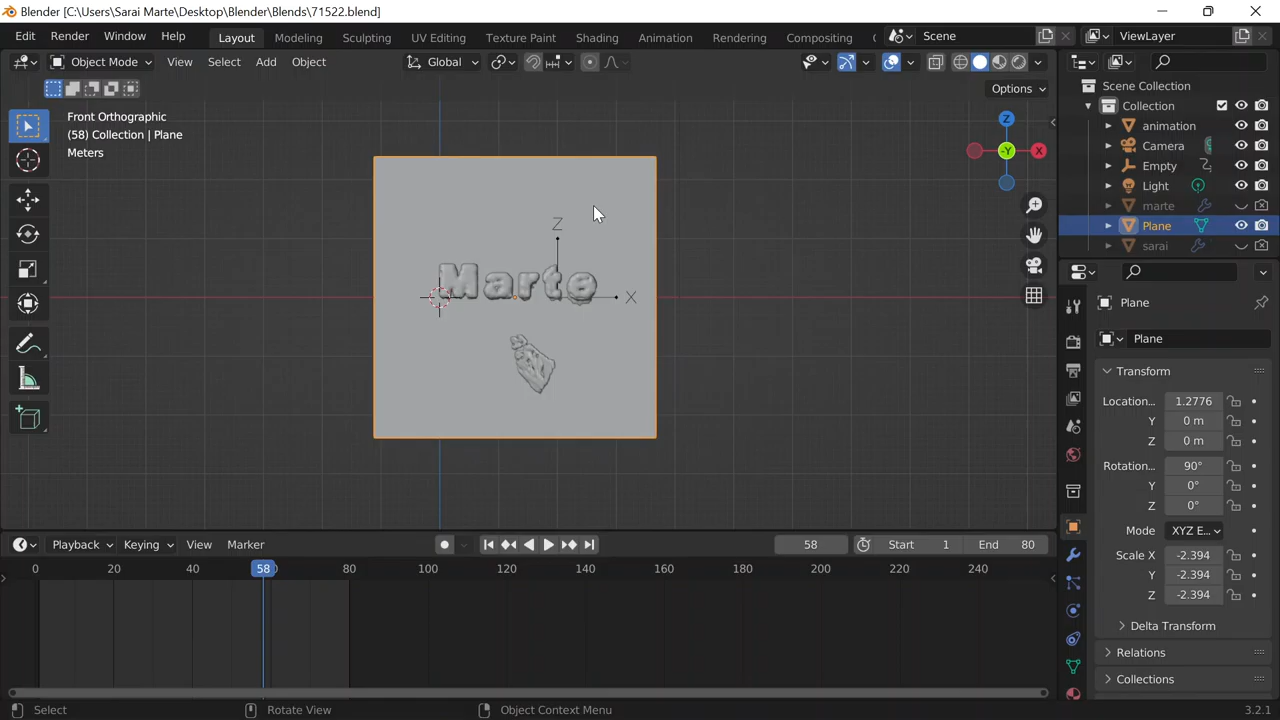 Blender [C:\Users\Sarai Marte\Desktop\Blender\Blends\71522.blend]
Edit Render Window Help Layout Modeling Sculpting UV Editing Texture Paint Shading Animation Rendering Compositing Scene ViewLayer
Object Mode View Select Add Object Global
Options
Front Orthographic
(58) Collection | Plane
Meters
Scene Collection
Collection
animation
Camera
Empty
Light
marte
Plane
sarai
Z
X
-Y
Z
X
Marte
Plane
Plane
Transform
Location... 1.2776
Y 0 m
Z 0 m
Rotation... 90°
Y 0°
Z 0°
Mode XYZ E...
Scale X -2.394
Y -2.394
Z -2.394
Delta Transform
Relations
Collections
Playback Keying View Marker 58 Start 1 End 80
0 20 40 58 80 100 120 140 160 180 200 220 240
Select Rotate View Object Context Menu 3.2.1